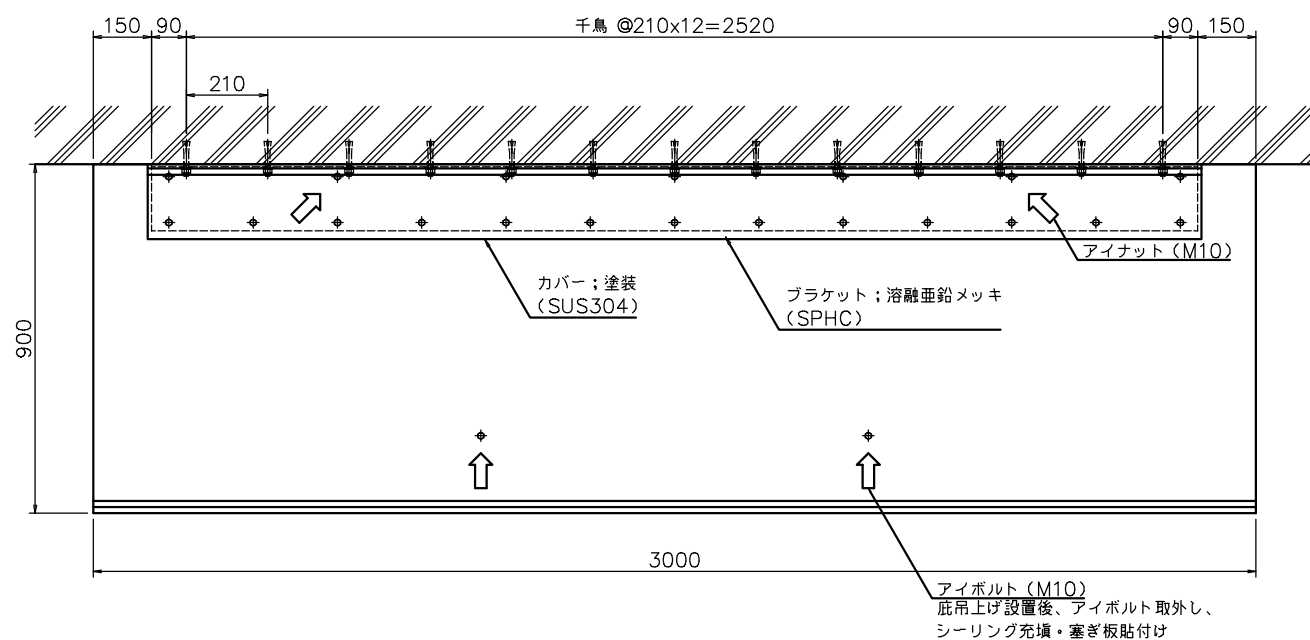 150 90 千鳥 @210x12=2520 90 150
210
アイナット(M10)
カバー;塗装
(SUS304)
ブラケット;溶融亜鉛メッキ
(SPHC)
900
3000
アイボルト(M10)
庇吊上げ設置後、アイボルト取外し、
シーリング充填・塞ぎ板貼付け